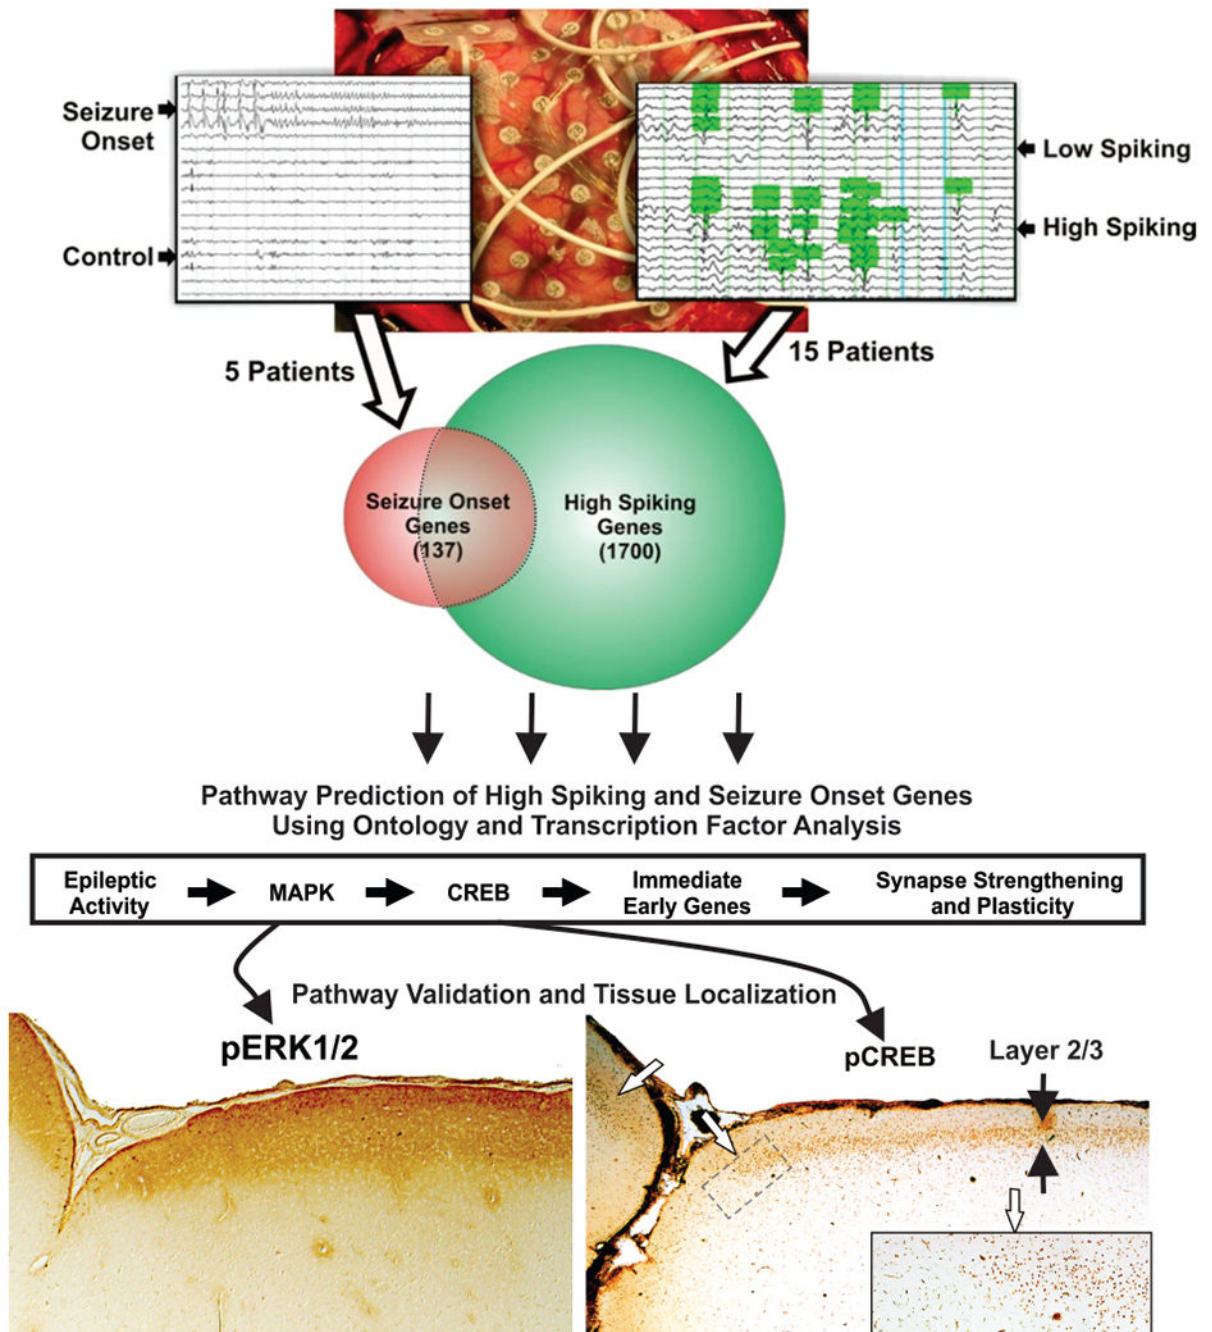 Seizure
Onset
Control
Low Spiking
High Spiking
5 Patients
15 Patients
Seizure Onset
Genes
(137)
High Spiking
Genes
(1700)
Pathway Prediction of High Spiking and Seizure Onset Genes
Using Ontology and Transcription Factor Analysis
Epileptic
Activity
MAPK
CREB
Immediate
Early Genes
Synapse Strengthening
and Plasticity
Pathway Validation and Tissue Localization
pERK1/2
pCREB
Layer 2/3